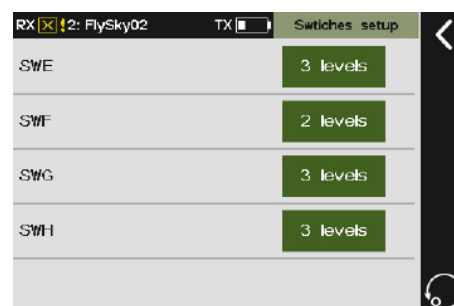 RX 2: FlySky02 TX Swtiches setup
SWE 3 levels
SWF 2 levels
SWG 3 levels
SWH 3 levels